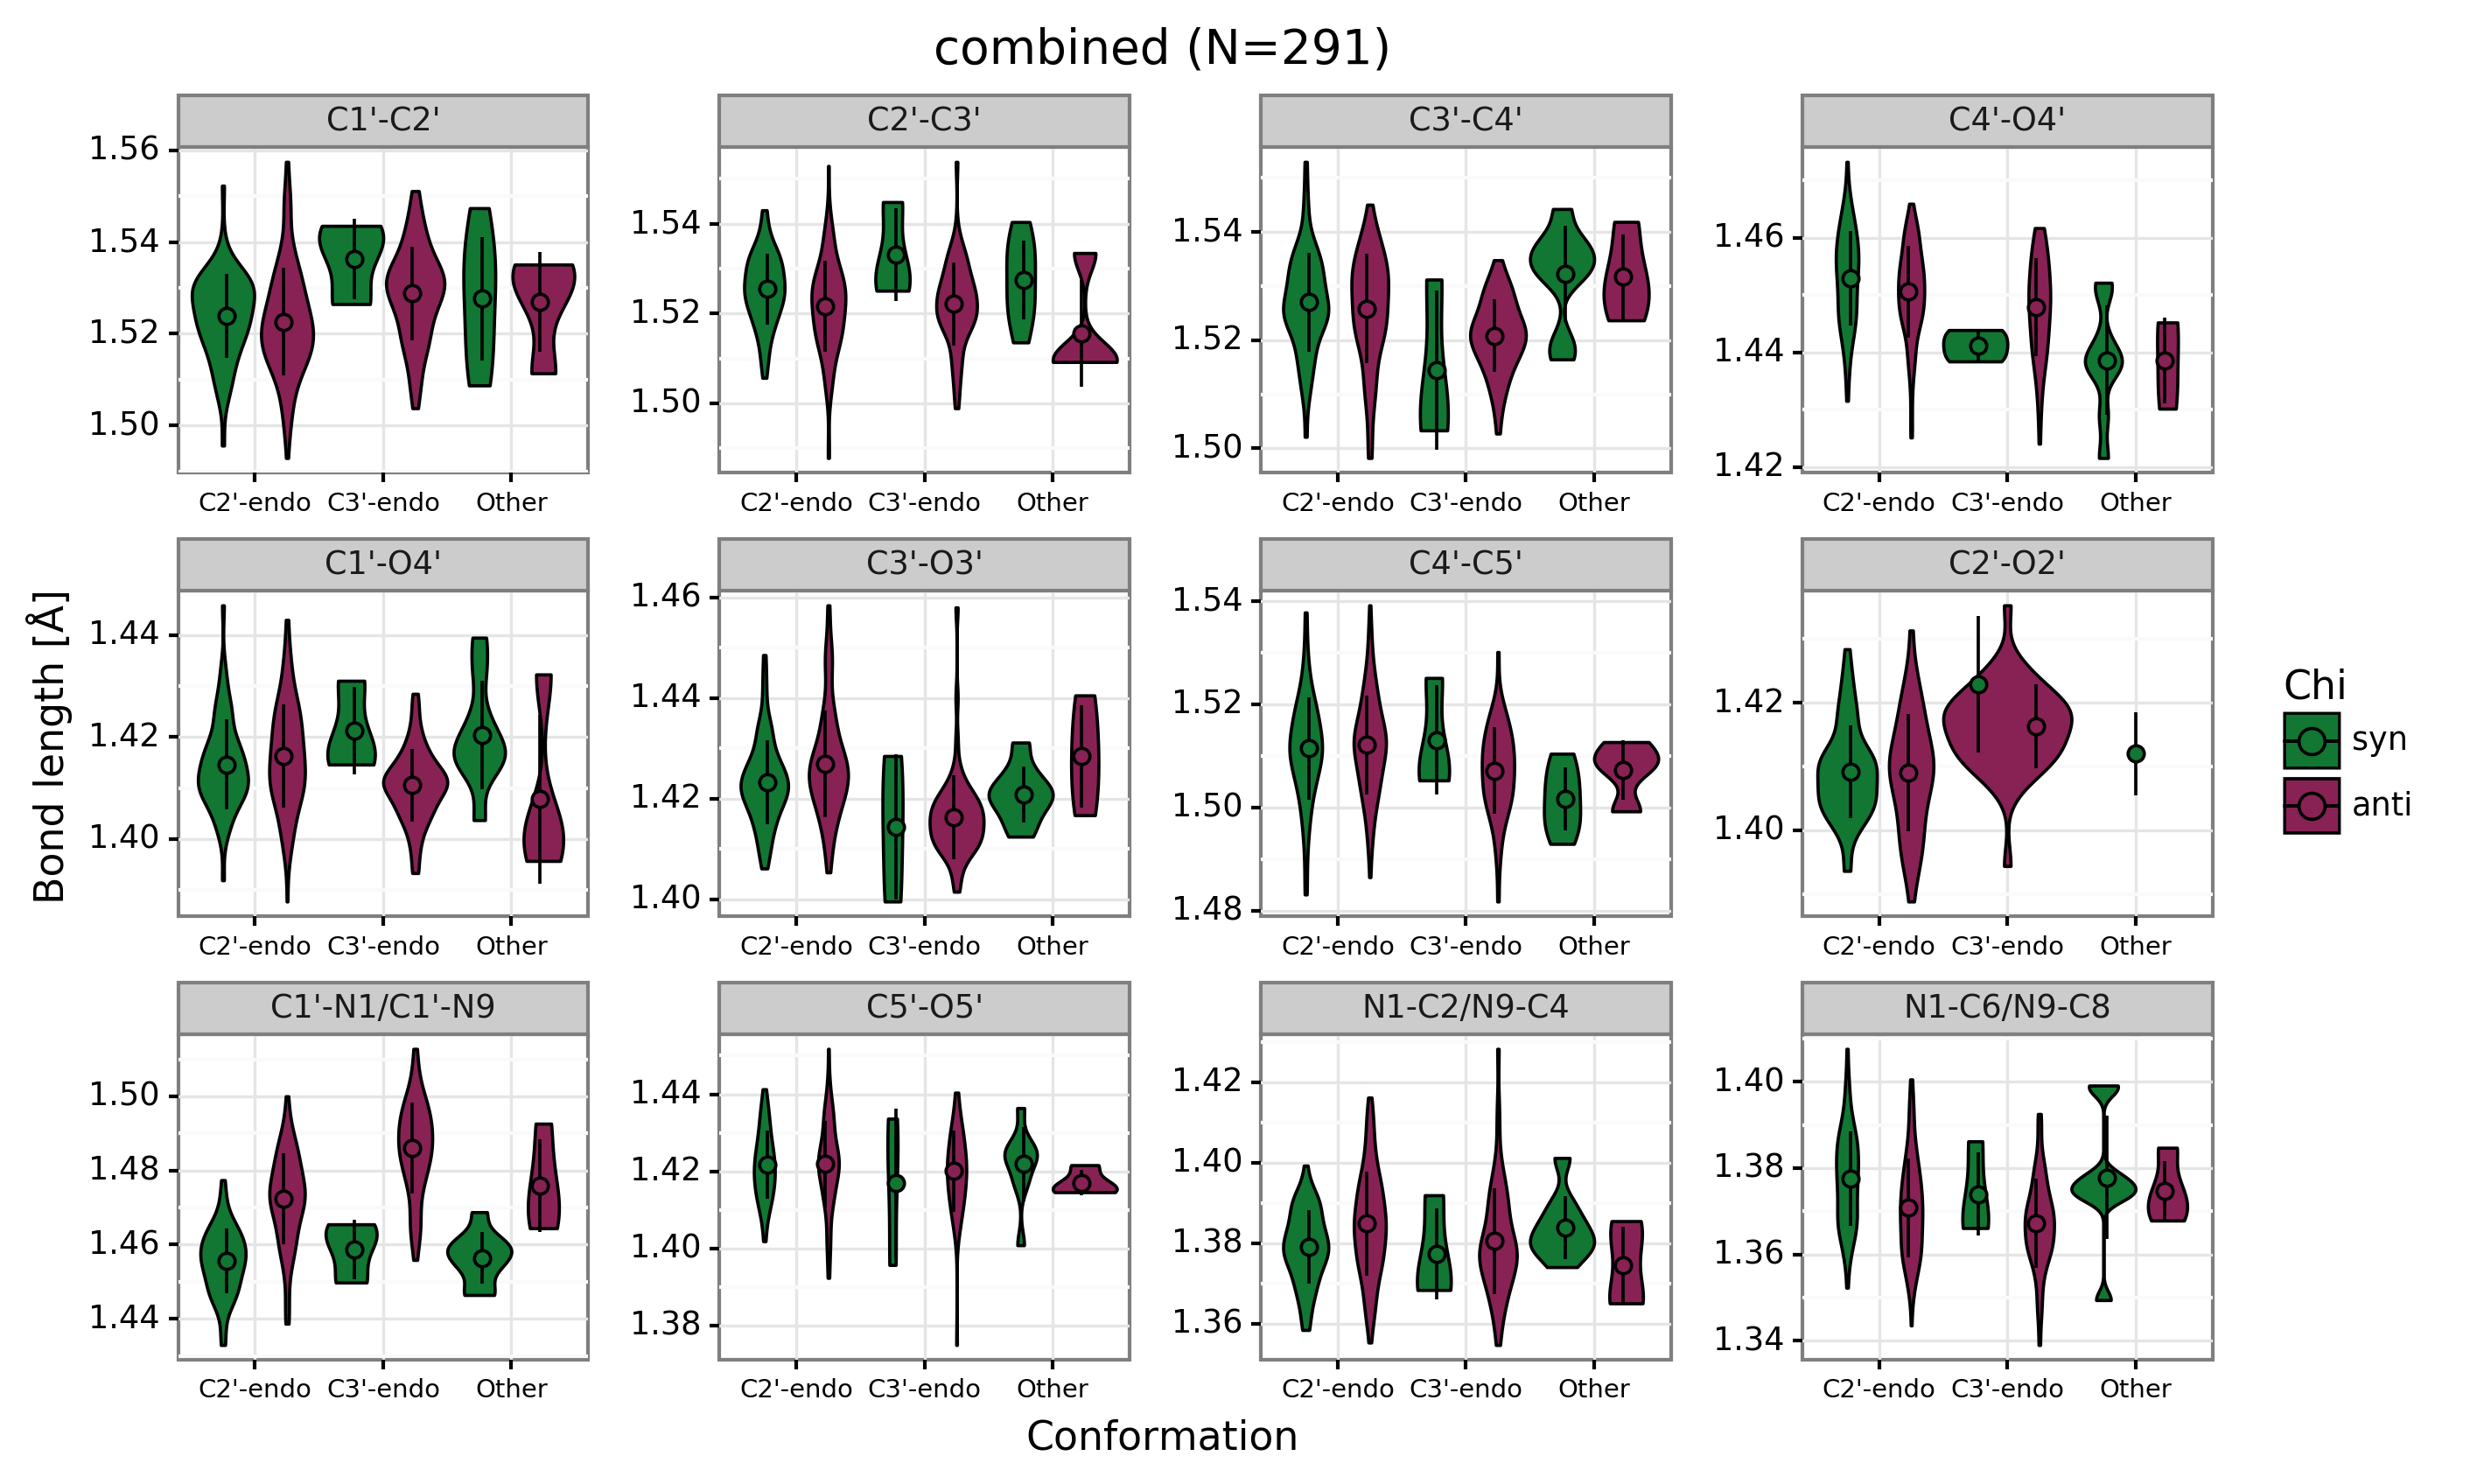 combined (N=291)
C1'-C2' C2'-C3' C3'-C4' C4'-O4'
1.56 1.54 1.52 1.50
1.54 1.52 1.50
1.54 1.52 1.50
1.46 1.44 1.42
C2'-endo C3'-endo Other C2'-endo C3'-endo Other C2'-endo C3'-endo Other C2'-endo C3'-endo Other
C1'-O4' C3'-O3' C4'-C5' C2'-O2'
1.44 1.42 1.40
1.46 1.44 1.42 1.40
1.54 1.52 1.50 1.48
1.42 1.40
C2'-endo C3'-endo Other C2'-endo C3'-endo Other C2'-endo C3'-endo Other C2'-endo C3'-endo Other
C1'-N1/C1'-N9 C5'-O5' N1-C2/N9-C4 N1-C6/N9-C8
1.50 1.48 1.46 1.44
1.44 1.42 1.40 1.38
1.42 1.40 1.38 1.36
1.40 1.38 1.36 1.34
C2'-endo C3'-endo Other C2'-endo C3'-endo Other C2'-endo C3'-endo Other C2'-endo C3'-endo Other
Bond length [Å]
Conformation
Chi
syn
anti